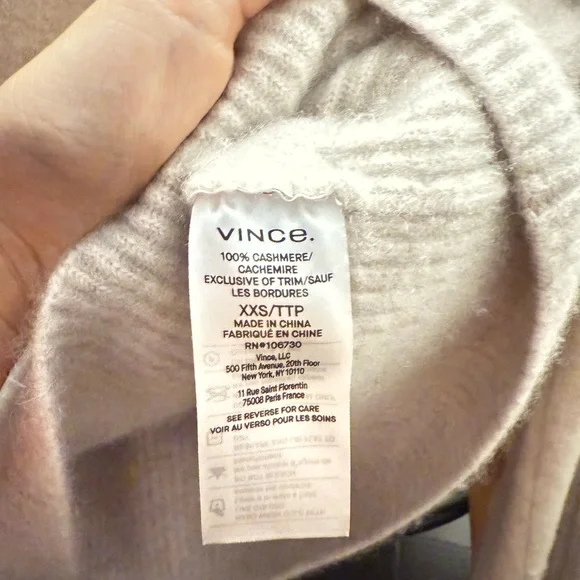 VINCE.
100% CASHMERE/
CACHEMIRE
EXCLUSIVE OF TRIM/SAUF
LES BORDURES
XXS/TTP
MADE IN CHINA
FABRIQUÉ EN CHINE
RN#106730
Vince, LLC
500 Fifth Avenue, 20th Floor
New York, NY 10110
11 Rue Saint Florentin
75008 Paris France
SEE REVERSE FOR CARE
VOIR AU VERSO POUR LES SOINS